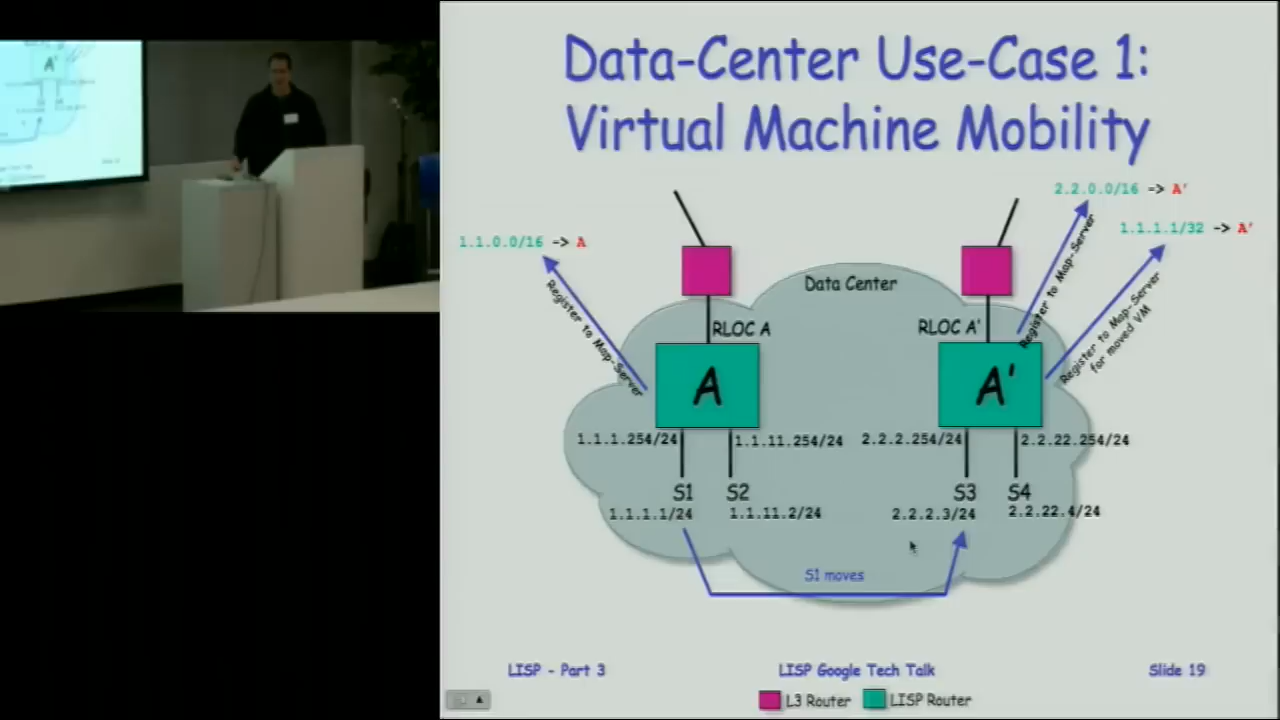 Data-Center Use-Case 1:
Virtual Machine Mobility
2.2.0.0/16 -> A'
1.1.1.1/32 -> A'
1.1.0.0/16 -> A
Register to Map-Server
Register to Map-Server
Register to Map-Server
for moved VM
Data Center
RLOC A
RLOC A'
A
A'
1.1.1.254/24
1.1.11.254/24
2.2.2.254/24
2.2.22.254/24
S1
S2
S3
S4
1.1.1.1/24
1.1.11.2/24
2.2.2.3/24
2.2.22.4/24
S1 moves
LISP - Part 3
LISP Google Tech Talk
Slide 19
L3 Router
LISP Router
A'